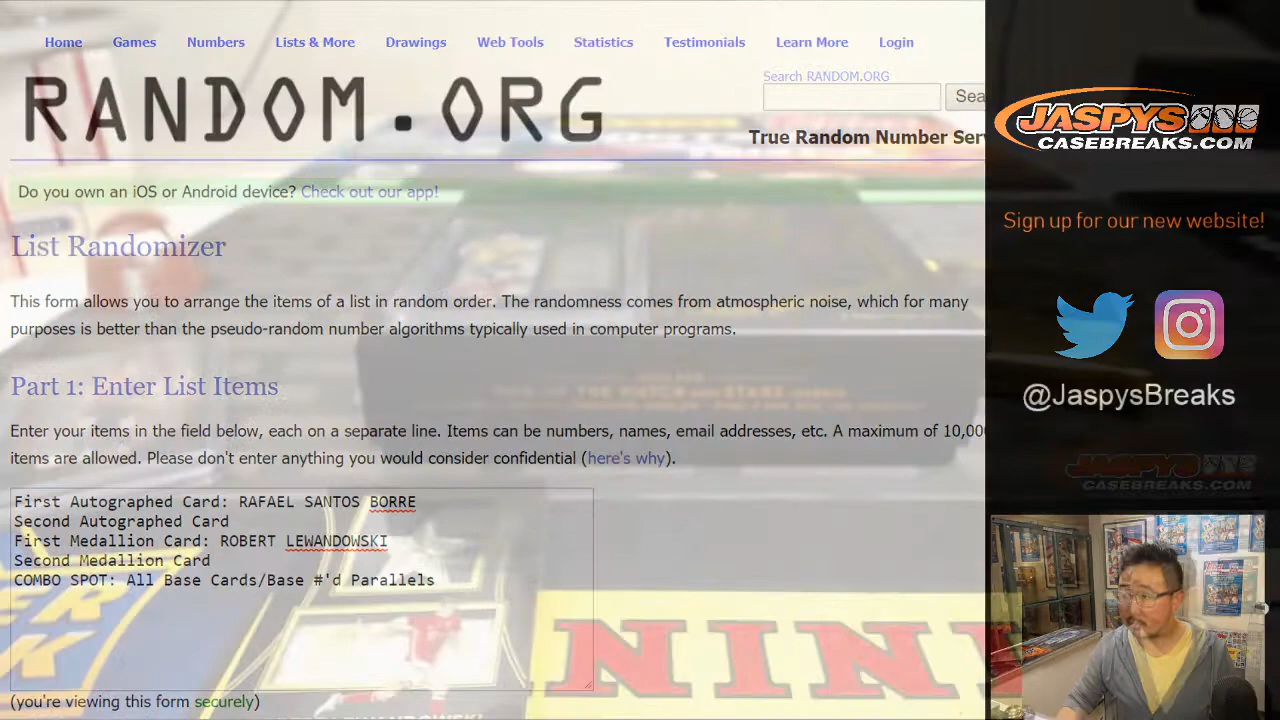 Home Games Numbers Lists & More Drawings Web Tools Statistics Testimonials Learn More Login
RANDOM.ORG
Search RANDOM.ORG
Sea
True Random Number Ser
Do you own an iOS or Android device? Check out our app!
List Randomizer
This form allows you to arrange the items of a list in random order. The randomness comes from atmospheric noise, which for many
purposes is better than the pseudo-random number algorithms typically used in computer programs.
Part 1: Enter List Items
Enter your items in the field below, each on a separate line. Items can be numbers, names, email addresses, etc. A maximum of 10,00
items are allowed. Please don't enter anything you would consider confidential (here's why).
First Autographed Card: RAFAEL SANTOS BORRE
Second Autographed Card
First Medallion Card: ROBERT LEWANDOWSKI
Second Medallion Card
COMBO SPOT: All Base Cards/Base #'d Parallels
(you're viewing this form securely)
NIN
JASPYS
CASEBREAKS.COM
Sign up for our new website!
@JaspysBreaks
JASPYS
CASEBREAKS.COM